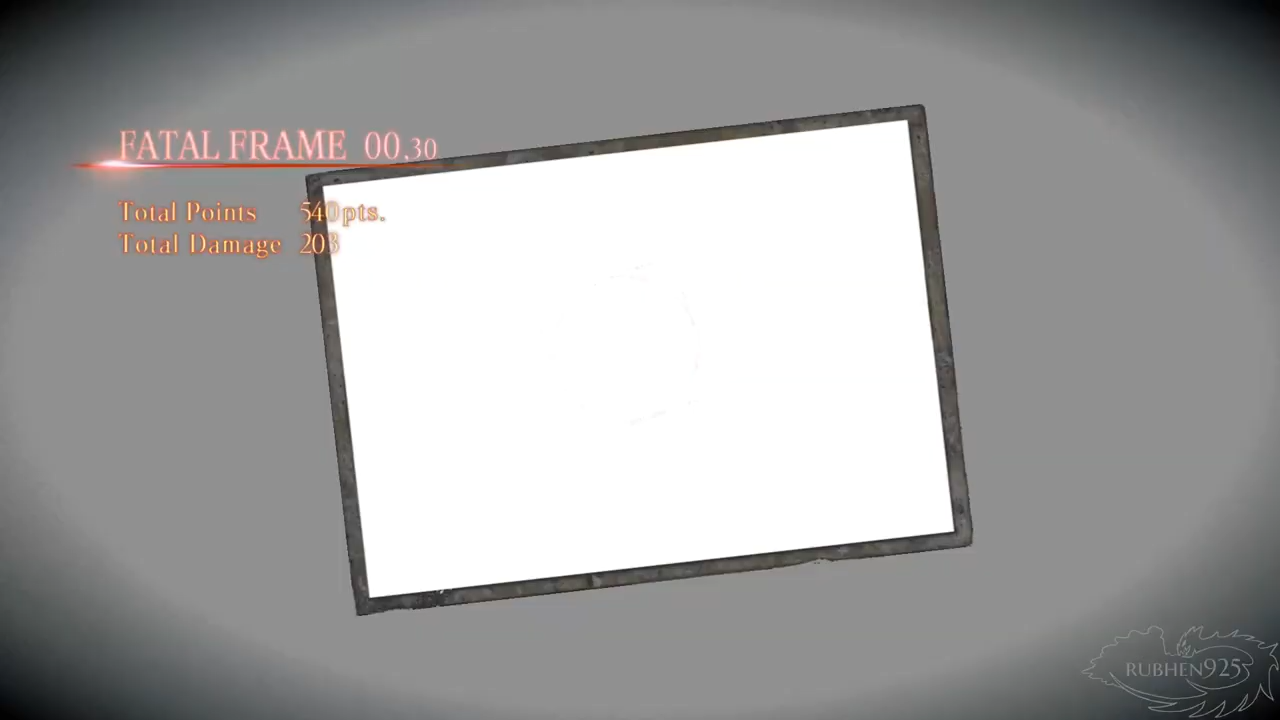 FATAL FRAME 00.30
Total Points 540pts.
Total Damage 203
RUBHEN925